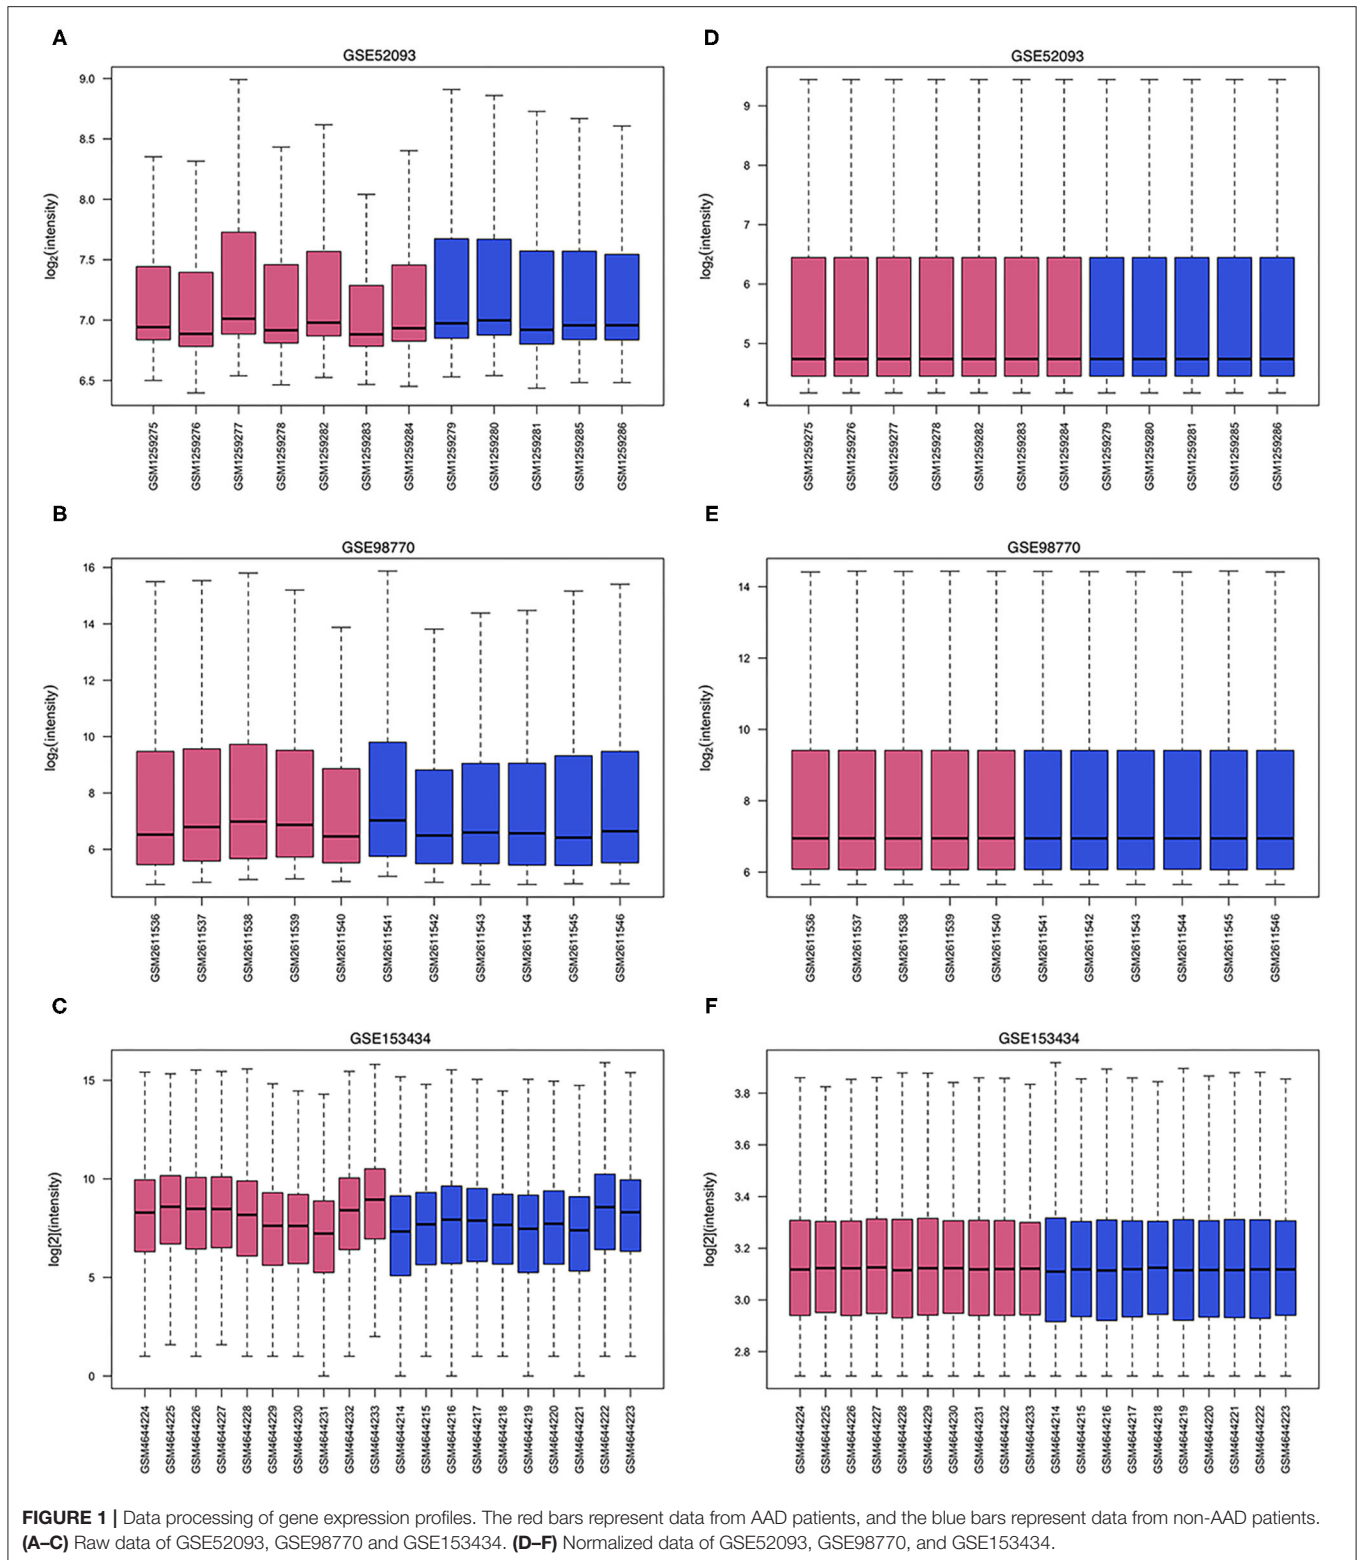 A
GSE52093
log2(intensity)
9.0
8.5
8.0
7.5
7.0
6.5
GSM1259275
GSM1259276
GSM1259277
GSM1259278
GSM1259282
GSM1259283
GSM1259284
GSM1259279
GSM1259280
GSM1259281
GSM1259285
GSM1259286
D
GSE52093
log2(intensity)
9
8
7
6
5
4
GSM1259275
GSM1259276
GSM1259277
GSM1259278
GSM1259282
GSM1259283
GSM1259284
GSM1259279
GSM1259280
GSM1259281
GSM1259285
GSM1259286
B
GSE98770
log2(intensity)
16
14
12
10
8
6
GSM2611536
GSM2611537
GSM2611538
GSM2611539
GSM2611540
GSM2611541
GSM2611542
GSM2611543
GSM2611544
GSM2611545
GSM2611546
E
GSE98770
log2(intensity)
14
12
10
8
6
GSM2611536
GSM2611537
GSM2611538
GSM2611539
GSM2611540
GSM2611541
GSM2611542
GSM2611543
GSM2611544
GSM2611545
GSM2611546
C
GSE153434
log[2](intensity)
15
10
5
0
GSM4644224
GSM4644225
GSM4644226
GSM4644227
GSM4644228
GSM4644229
GSM4644230
GSM4644231
GSM4644232
GSM4644233
GSM4644214
GSM4644215
GSM4644216
GSM4644217
GSM4644218
GSM4644219
GSM4644220
GSM4644221
GSM4644222
GSM4644223
F
GSE153434
log[2](intensity)
3.8
3.6
3.4
3.2
3.0
2.8
GSM4644224
GSM4644225
GSM4644226
GSM4644227
GSM4644228
GSM4644229
GSM4644230
GSM4644231
GSM4644232
GSM4644233
GSM4644214
GSM4644215
GSM4644216
GSM4644217
GSM4644218
GSM4644219
GSM4644220
GSM4644221
GSM4644222
GSM4644223
FIGURE 1 | Data processing of gene expression profiles. The red bars represent data from AAD patients, and the blue bars represent data from non-AAD patients.
(A–C) Raw data of GSE52093, GSE98770 and GSE153434. (D–F) Normalized data of GSE52093, GSE98770, and GSE153434.